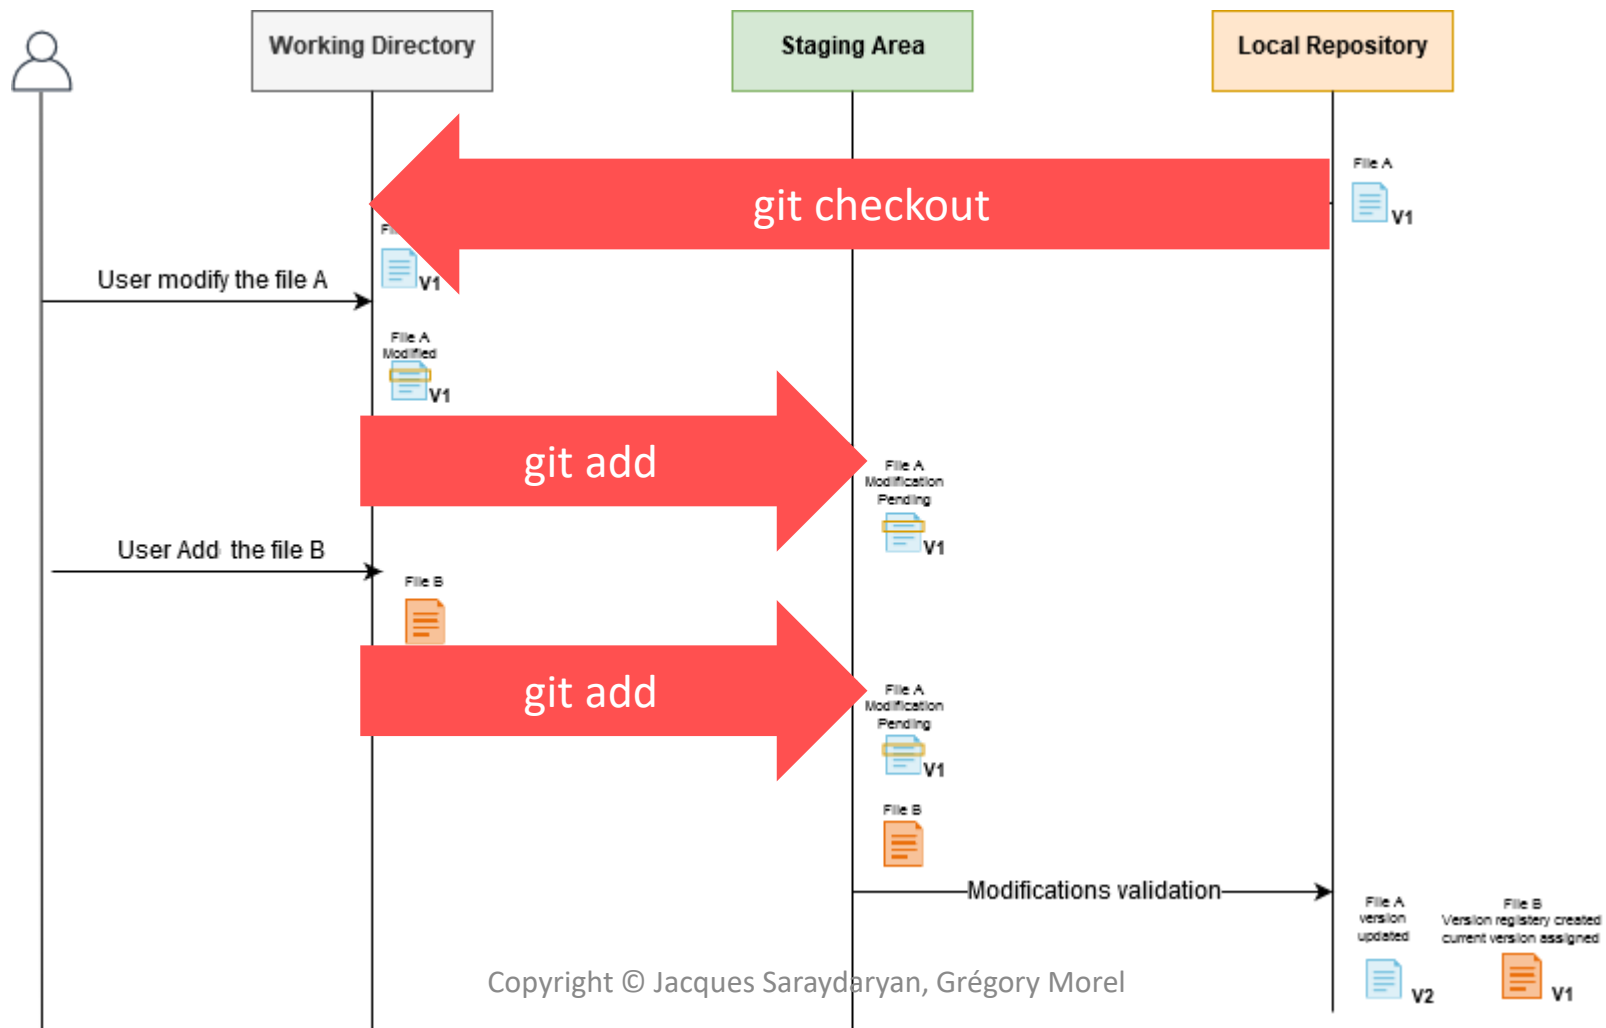 Working Directory
Staging Area
Local Repository
File A
V1
git checkout
V1
User modify the file A
File A
Modified
V1
git add
File A
Modification
Pending
V1
User Add the file B
File B
git add
File A
Modification
Pending
V1
File B
Modifications validation
File A
version
updated
V2
File B
Version registery created
current version assigned
V1
Copyright © Jacques Saraydaryan, Grégory Morel